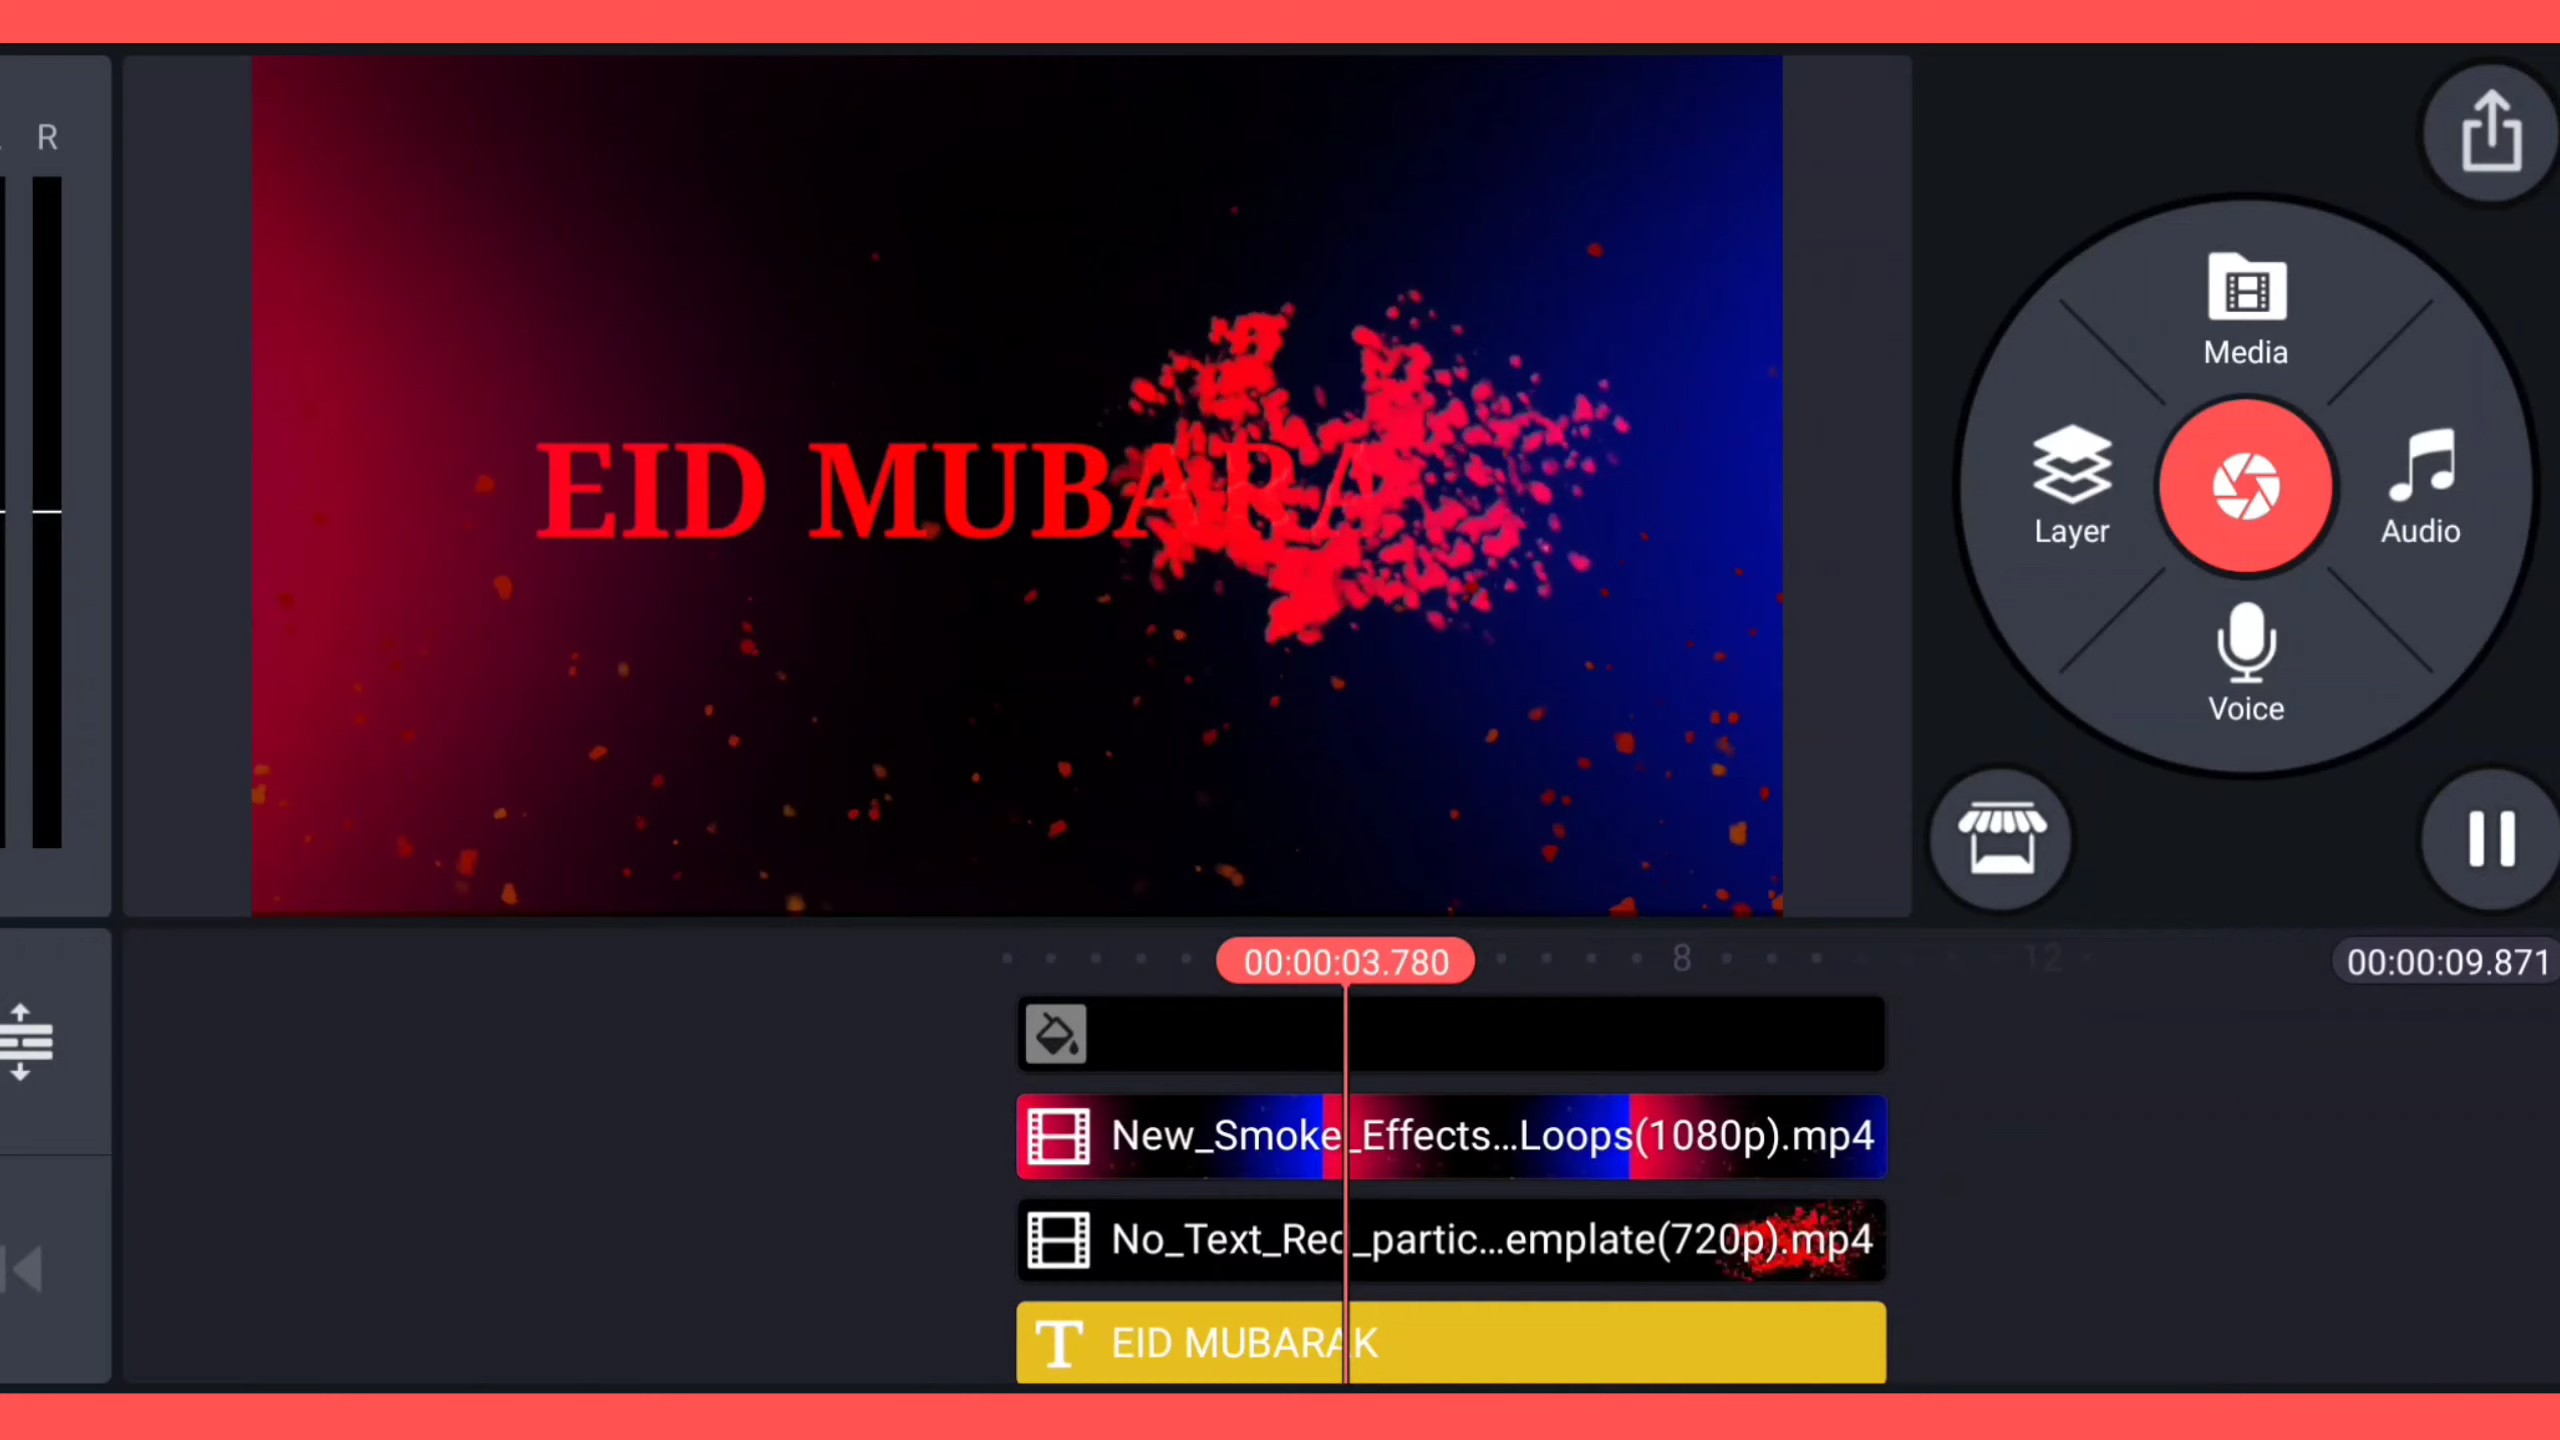 R
EID MUBARA
Media
Layer
Audio
Voice
00:00:03.780
8
12
00:00:09.871
New_Smoke_Effects...Loops(1080p).mp4
No_Text_Red_partic...emplate(720p).mp4
EID MUBARAK